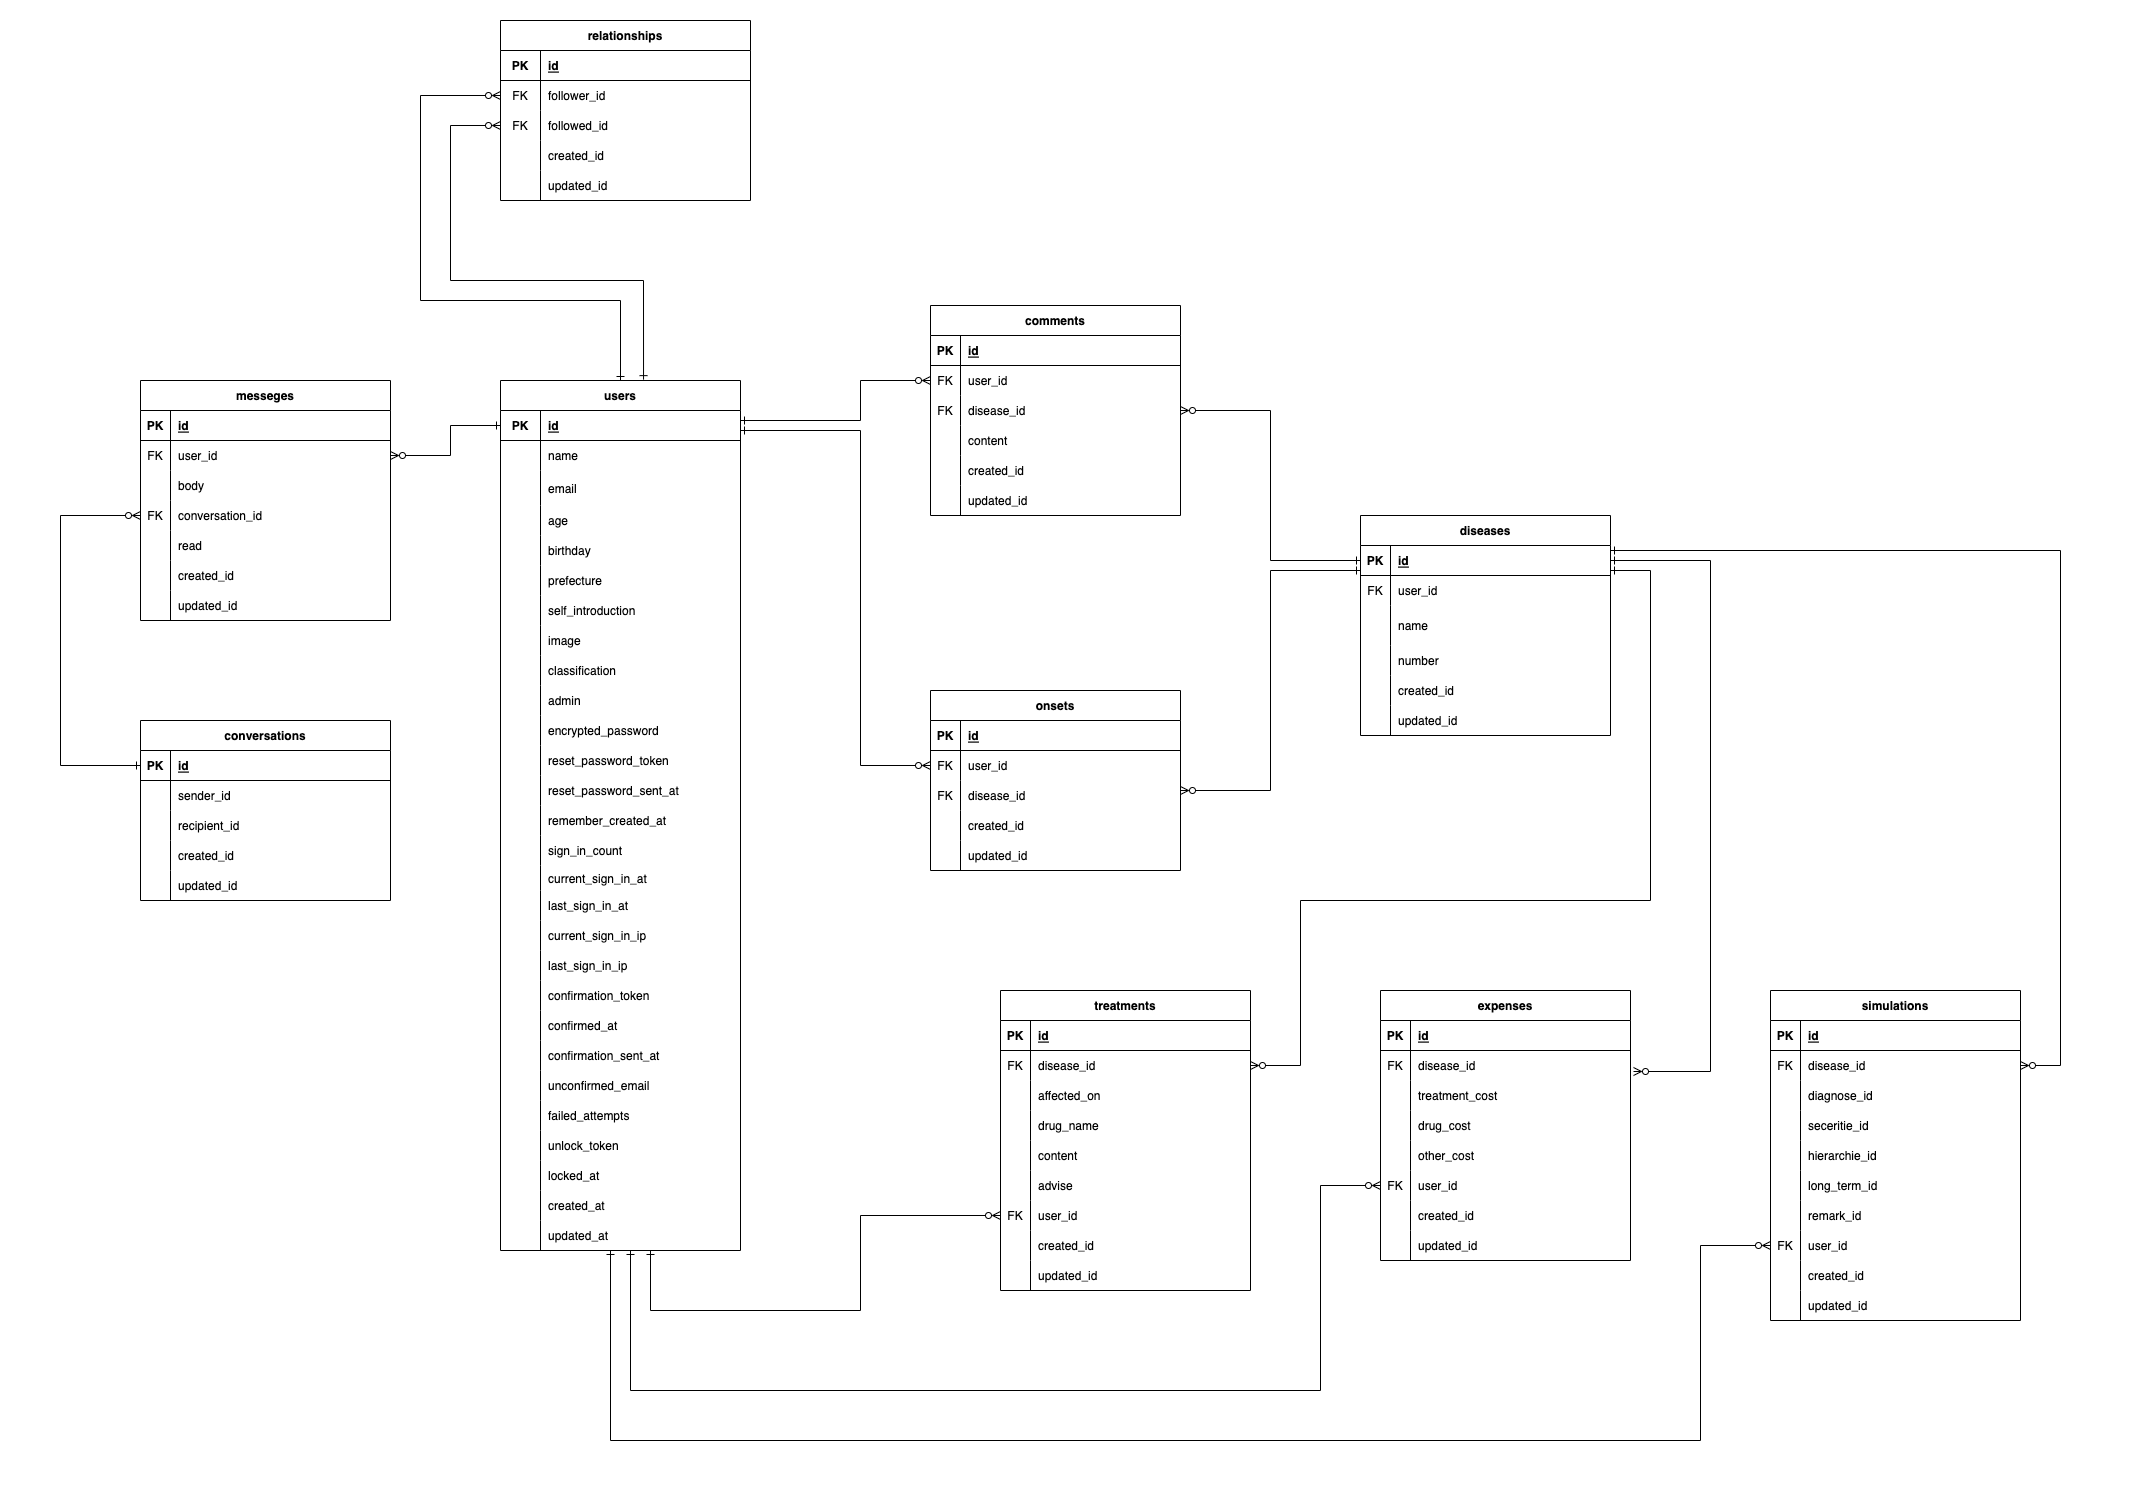 relationships
PK id
FK follower_id
FK followed_id
created_id
updated_id
comments
PK id
FK user_id
FK disease_id
content
created_id
updated_id
messeges
PK id
FK user_id
body
FK conversation_id
read
created_id
updated_id
users
PK id
name
email
age
birthday
prefecture
self_introduction
image
classification
admin
encrypted_password
reset_password_token
reset_password_sent_at
remember_created_at
sign_in_count
current_sign_in_at
last_sign_in_at
current_sign_in_ip
last_sign_in_ip
confirmation_token
confirmed_at
confirmation_sent_at
unconfirmed_email
failed_attempts
unlock_token
locked_at
created_at
updated_at
diseases
PK id
FK user_id
name
number
created_id
updated_id
onsets
PK id
FK user_id
FK disease_id
created_id
updated_id
conversations
PK id
sender_id
recipient_id
created_id
updated_id
treatments
PK id
FK disease_id
affected_on
drug_name
content
advise
FK user_id
created_id
updated_id
expenses
PK id
FK disease_id
treatment_cost
drug_cost
other_cost
FK user_id
created_id
updated_id
simulations
PK id
FK disease_id
diagnose_id
seceritie_id
hierarchie_id
long_term_id
remark_id
FK user_id
created_id
updated_id